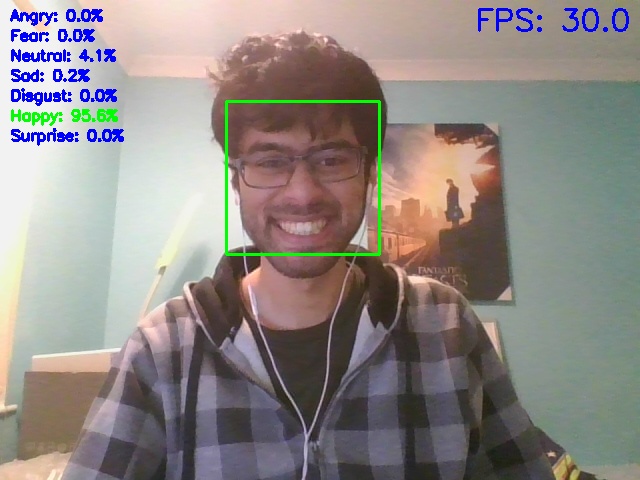 Angry: 0.0%
Fear: 0.0%
Neutral: 4.1%
Sad: 0.2%
Disgust: 0.0%
Happy: 95.6%
Surprise: 0.0%
FPS: 30.0
FANTASTIC